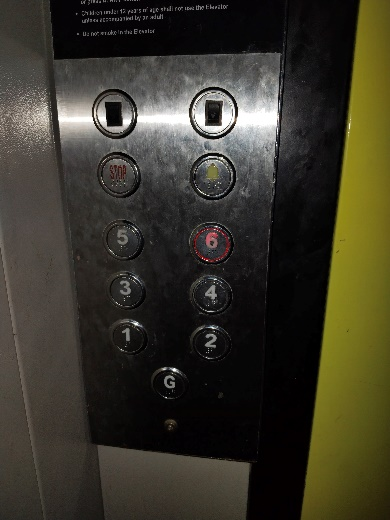 • Children under 12 years of age shall not use the Elevator
unless accompanied by an adult.
• Do not smoke in the Elevator
STOP
5 6
3 4
1 2
G